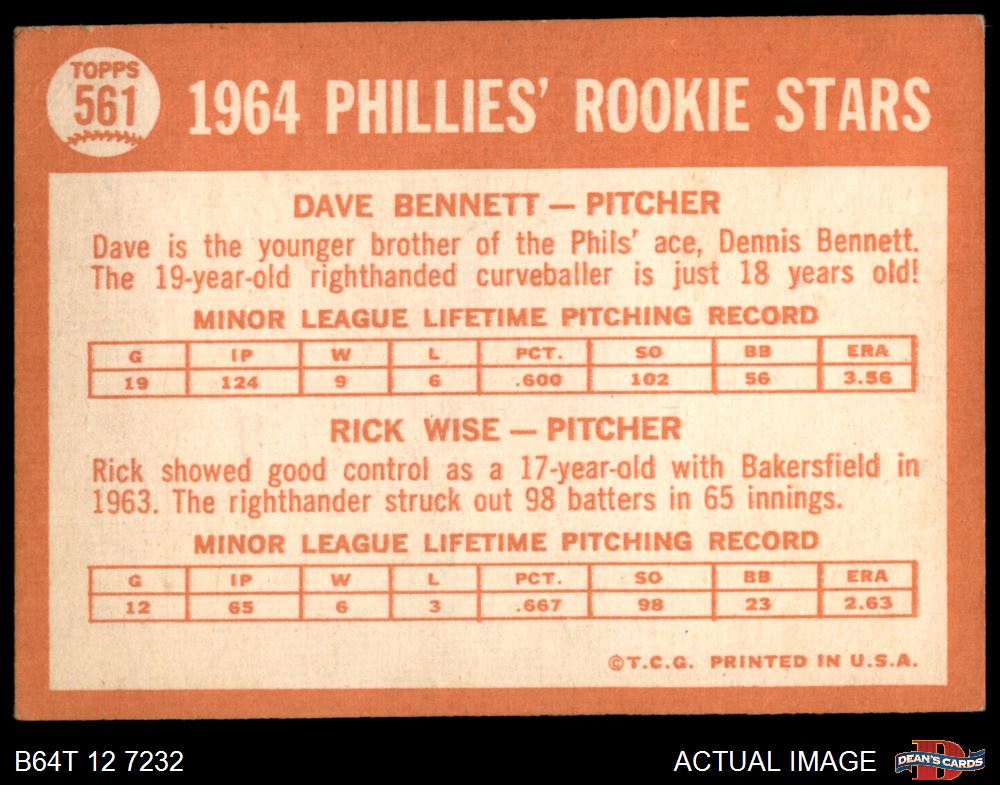 TOPPS
561
1964 PHILLIES' ROOKIE STARS
DAVE BENNETT — PITCHER
Dave is the younger brother of the Phils' ace, Dennis Bennett.
The 19-year-old righthanded curveballer is just 18 years old!
MINOR LEAGUE LIFETIME PITCHING RECORD
G IP W L PCT. SO BB ERA
19 124 9 6 .600 102 56 3.56
RICK WISE — PITCHER
Rick showed good control as a 17-year-old with Bakersfield in
1963. The righthander struck out 98 batters in 65 innings.
MINOR LEAGUE LIFETIME PITCHING RECORD
G IP W L PCT. SO BB ERA
12 65 6 3 .667 98 23 2.63
©T.C.G. PRINTED IN U.S.A.
B64T 12 7232 ACTUAL IMAGE D DEAN'S CARDS